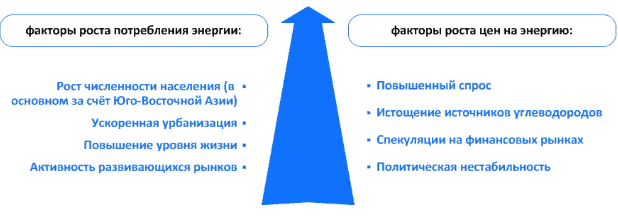 факторы роста потребления энергии:
Рост численности населения (в
основном за счёт Юго-Восточной Азии)
Ускоренная урбанизация
Повышение уровня жизни
Активность развивающихся рынков
факторы роста цен на энергию:
Повышенный спрос
Истощение источников углеводородов
Спекуляции на финансовых рынках
Политическая нестабильность